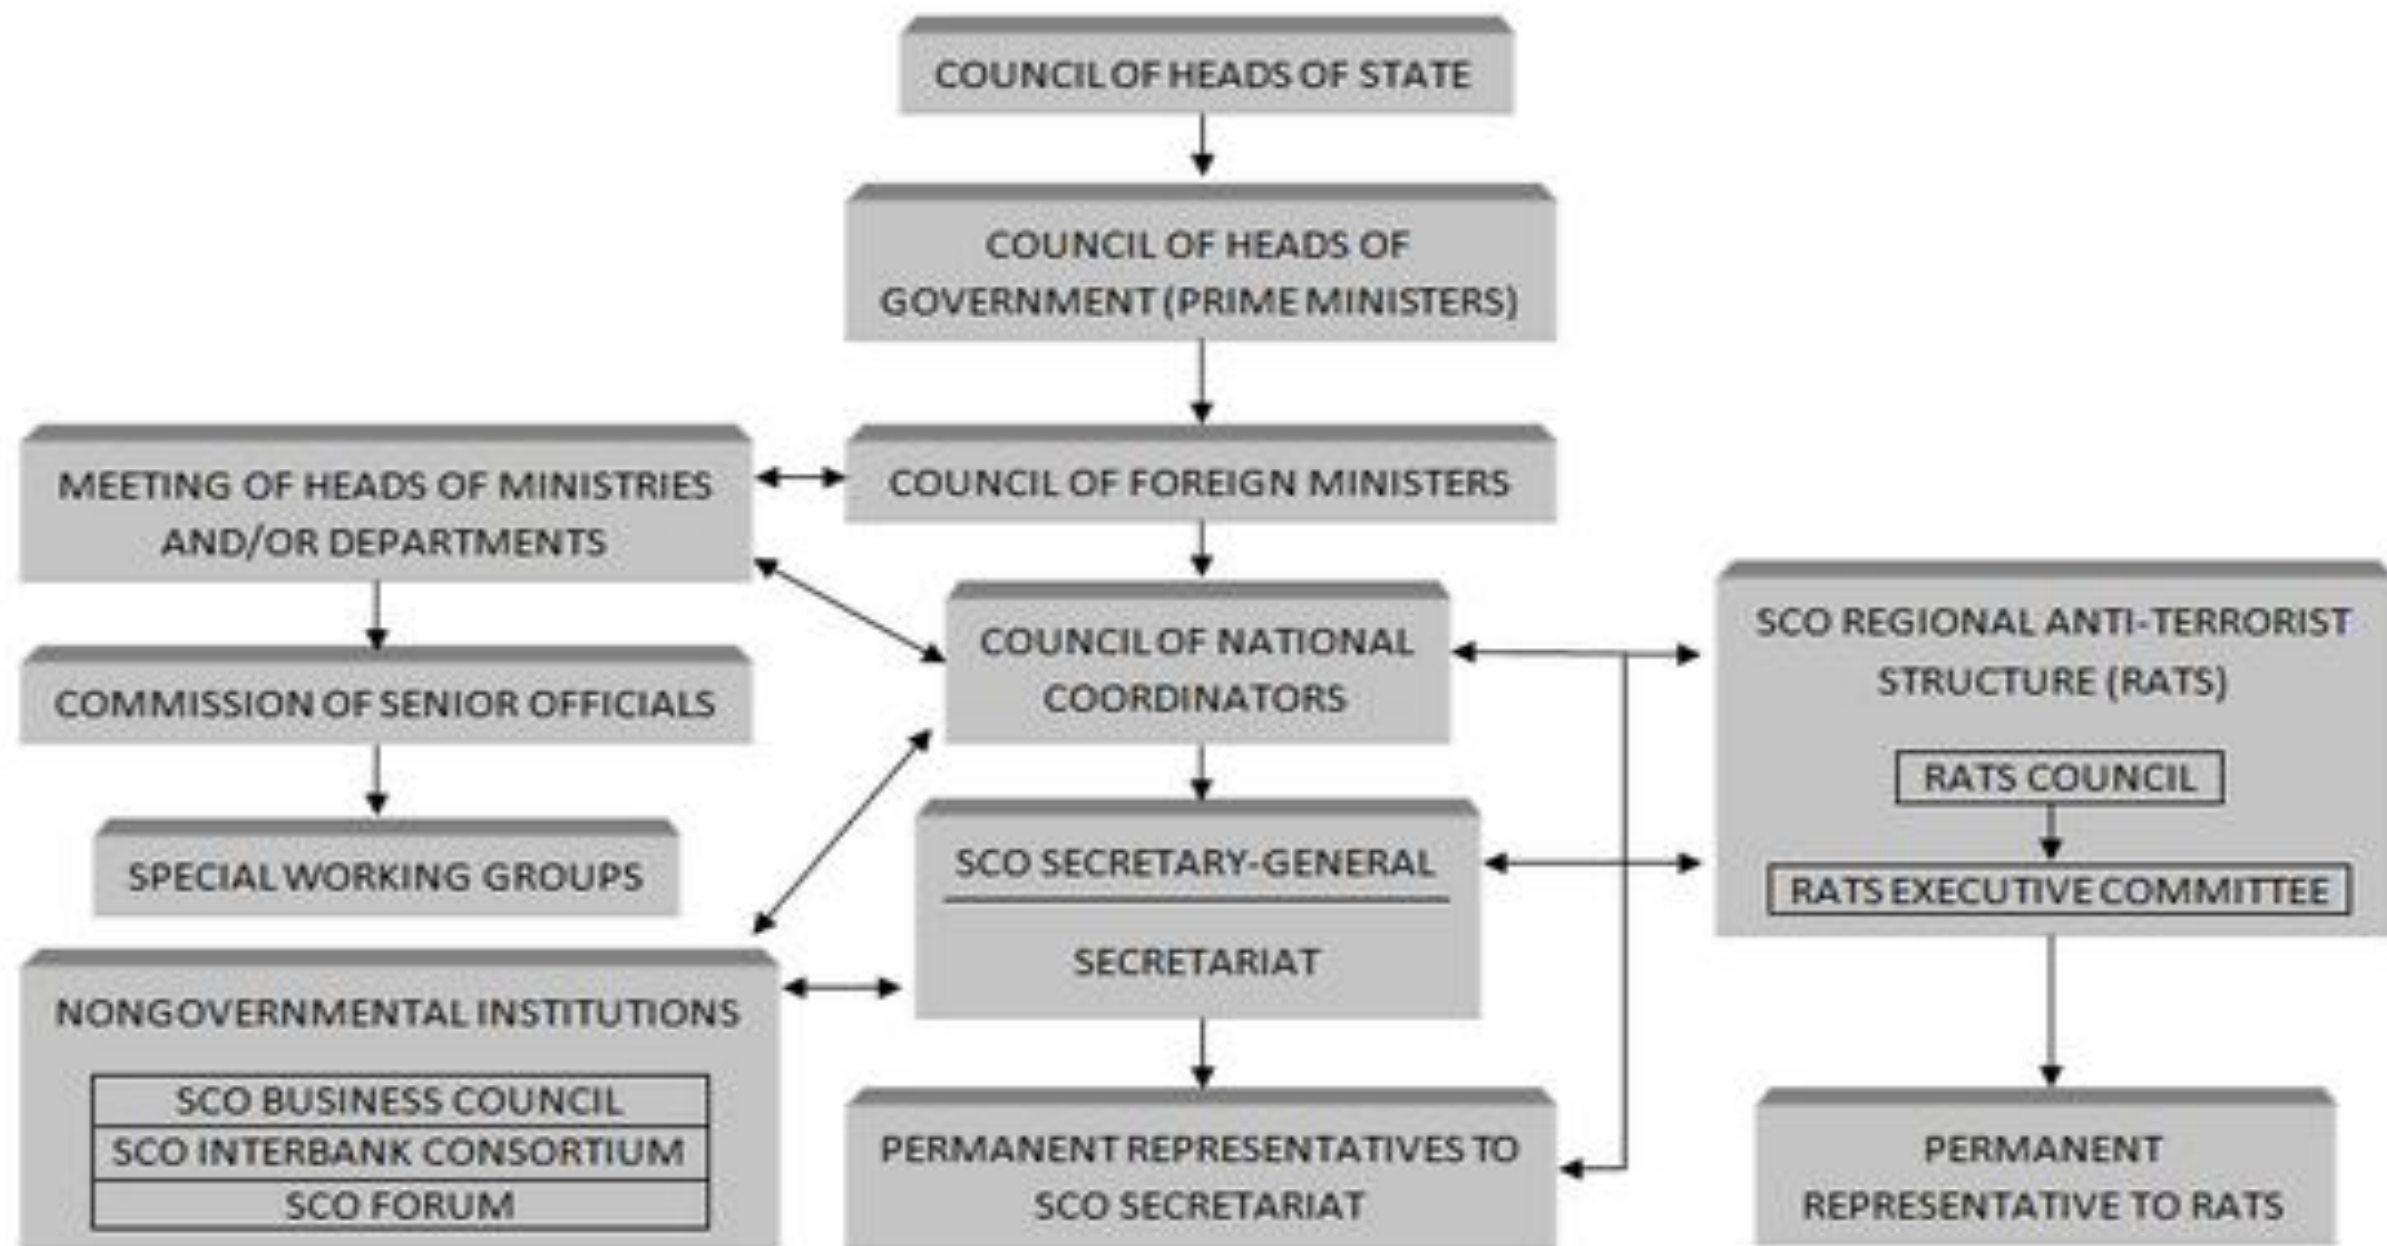 COUNCIL OF HEADS OF STATE
COUNCIL OF HEADS OF
GOVERNMENT (PRIME MINISTERS)
MEETING OF HEADS OF MINISTRIES
AND/OR DEPARTMENTS
COUNCIL OF FOREIGN MINISTERS
COUNCIL OF NATIONAL
COORDINATORS
SCO REGIONAL ANTI-TERRORIST
STRUCTURE (RATS)
RATS COUNCIL
RATS EXECUTIVE COMMITTEE
COMMISSION OF SENIOR OFFICIALS
SPECIAL WORKING GROUPS
SCO SECRETARY-GENERAL
SECRETARIAT
NONGOVERNMENTAL INSTITUTIONS
SCO BUSINESS COUNCIL
SCO INTERBANK CONSORTIUM
SCO FORUM
PERMANENT REPRESENTATIVES TO
SCO SECRETARIAT
PERMANENT
REPRESENTATIVE TO RATS